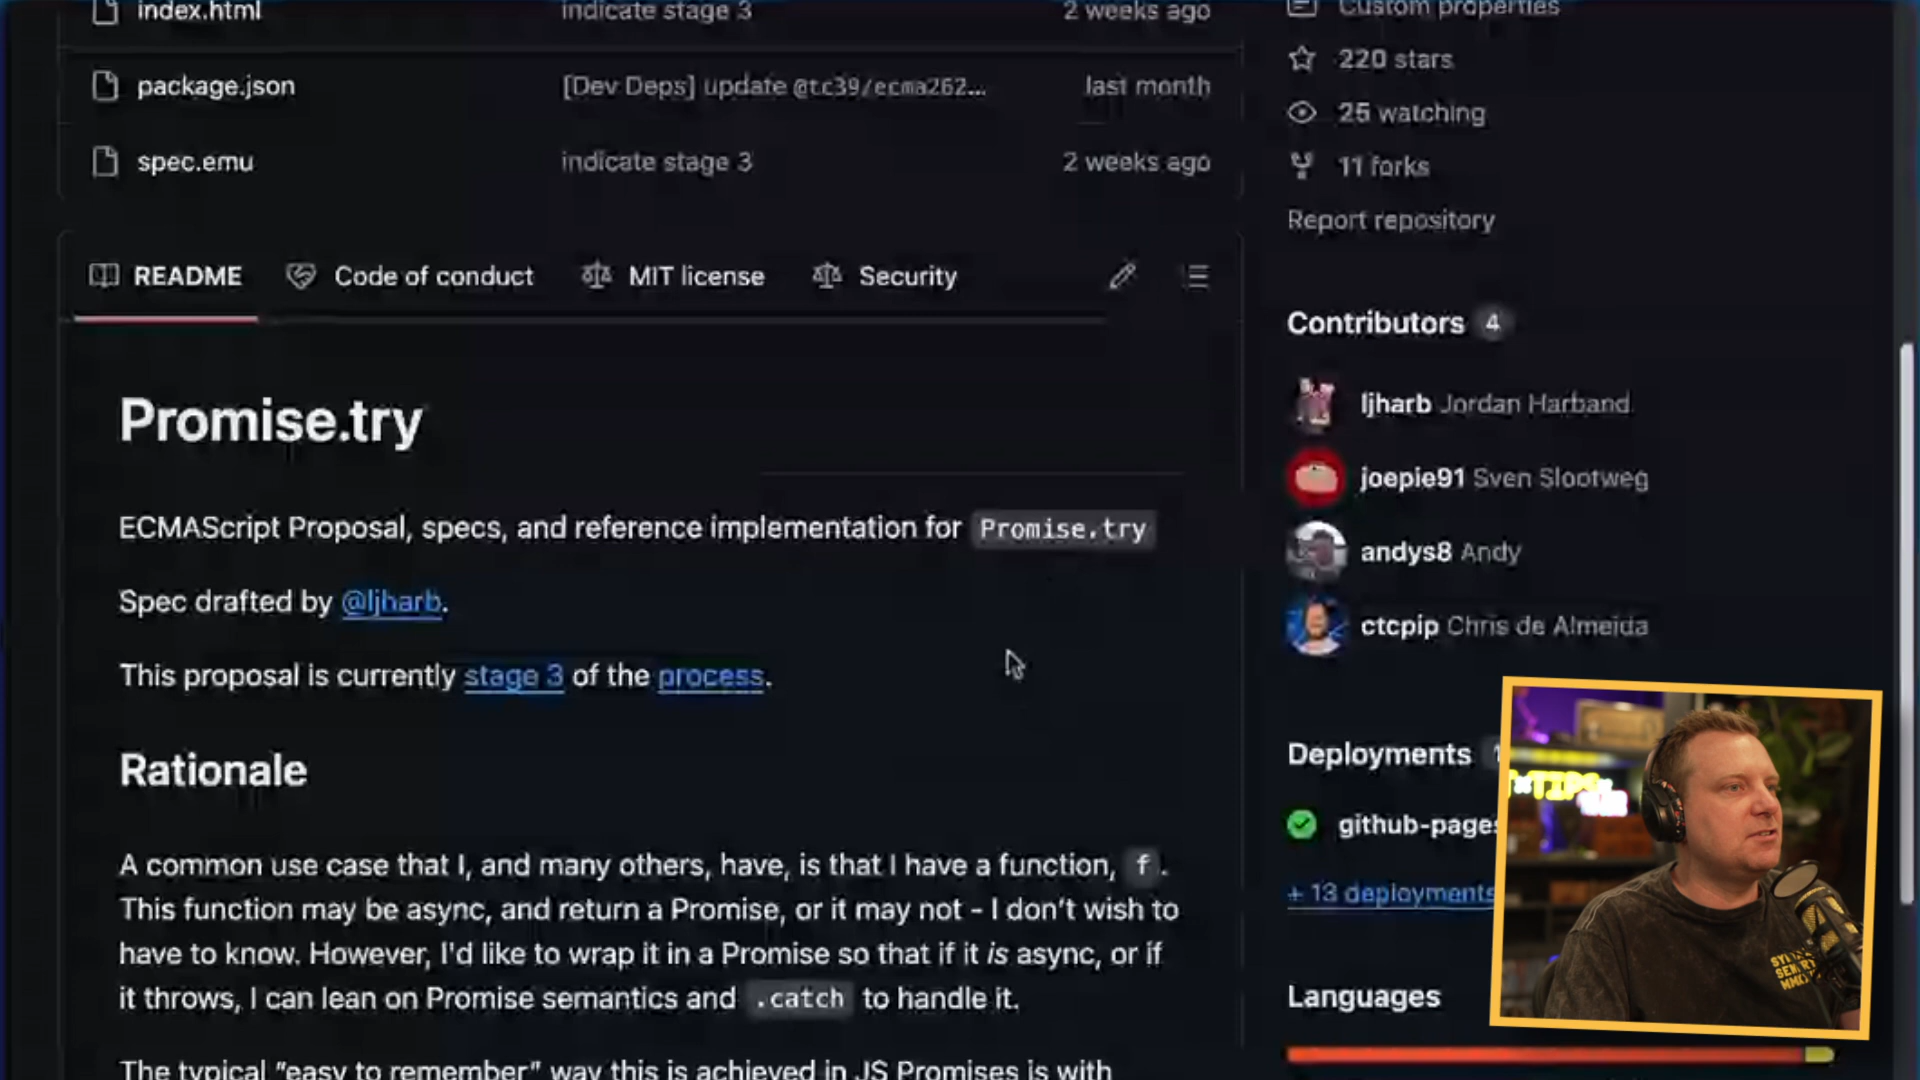 index.html indicate stage 3 2 weeks ago
package.json [Dev Deps] update @tc39/ecma262... last month
spec.emu indicate stage 3 2 weeks ago
README Code of conduct MIT license Security
Promise.try
ECMAScript Proposal, specs, and reference implementation for Promise.try
Spec drafted by @ljharb.
This proposal is currently stage 3 of the process.
Rationale
A common use case that I, and many others, have, is that I have a function, f.
This function may be async, and return a Promise, or it may not - I don't wish to
have to know. However, I'd like to wrap it in a Promise so that if it is async, or if
it throws, I can lean on Promise semantics and .catch to handle it.
The typical "easy to remember" way this is achieved in JS Promises is with
Custom properties
220 stars
25 watching
11 forks
Report repository
Contributors 4
ljharb Jordan Harband
joepie91 Sven Slootweg
andys8 Andy
ctcpip Chris de Almeida
Deployments
github-pages
+ 13 deployments
Languages